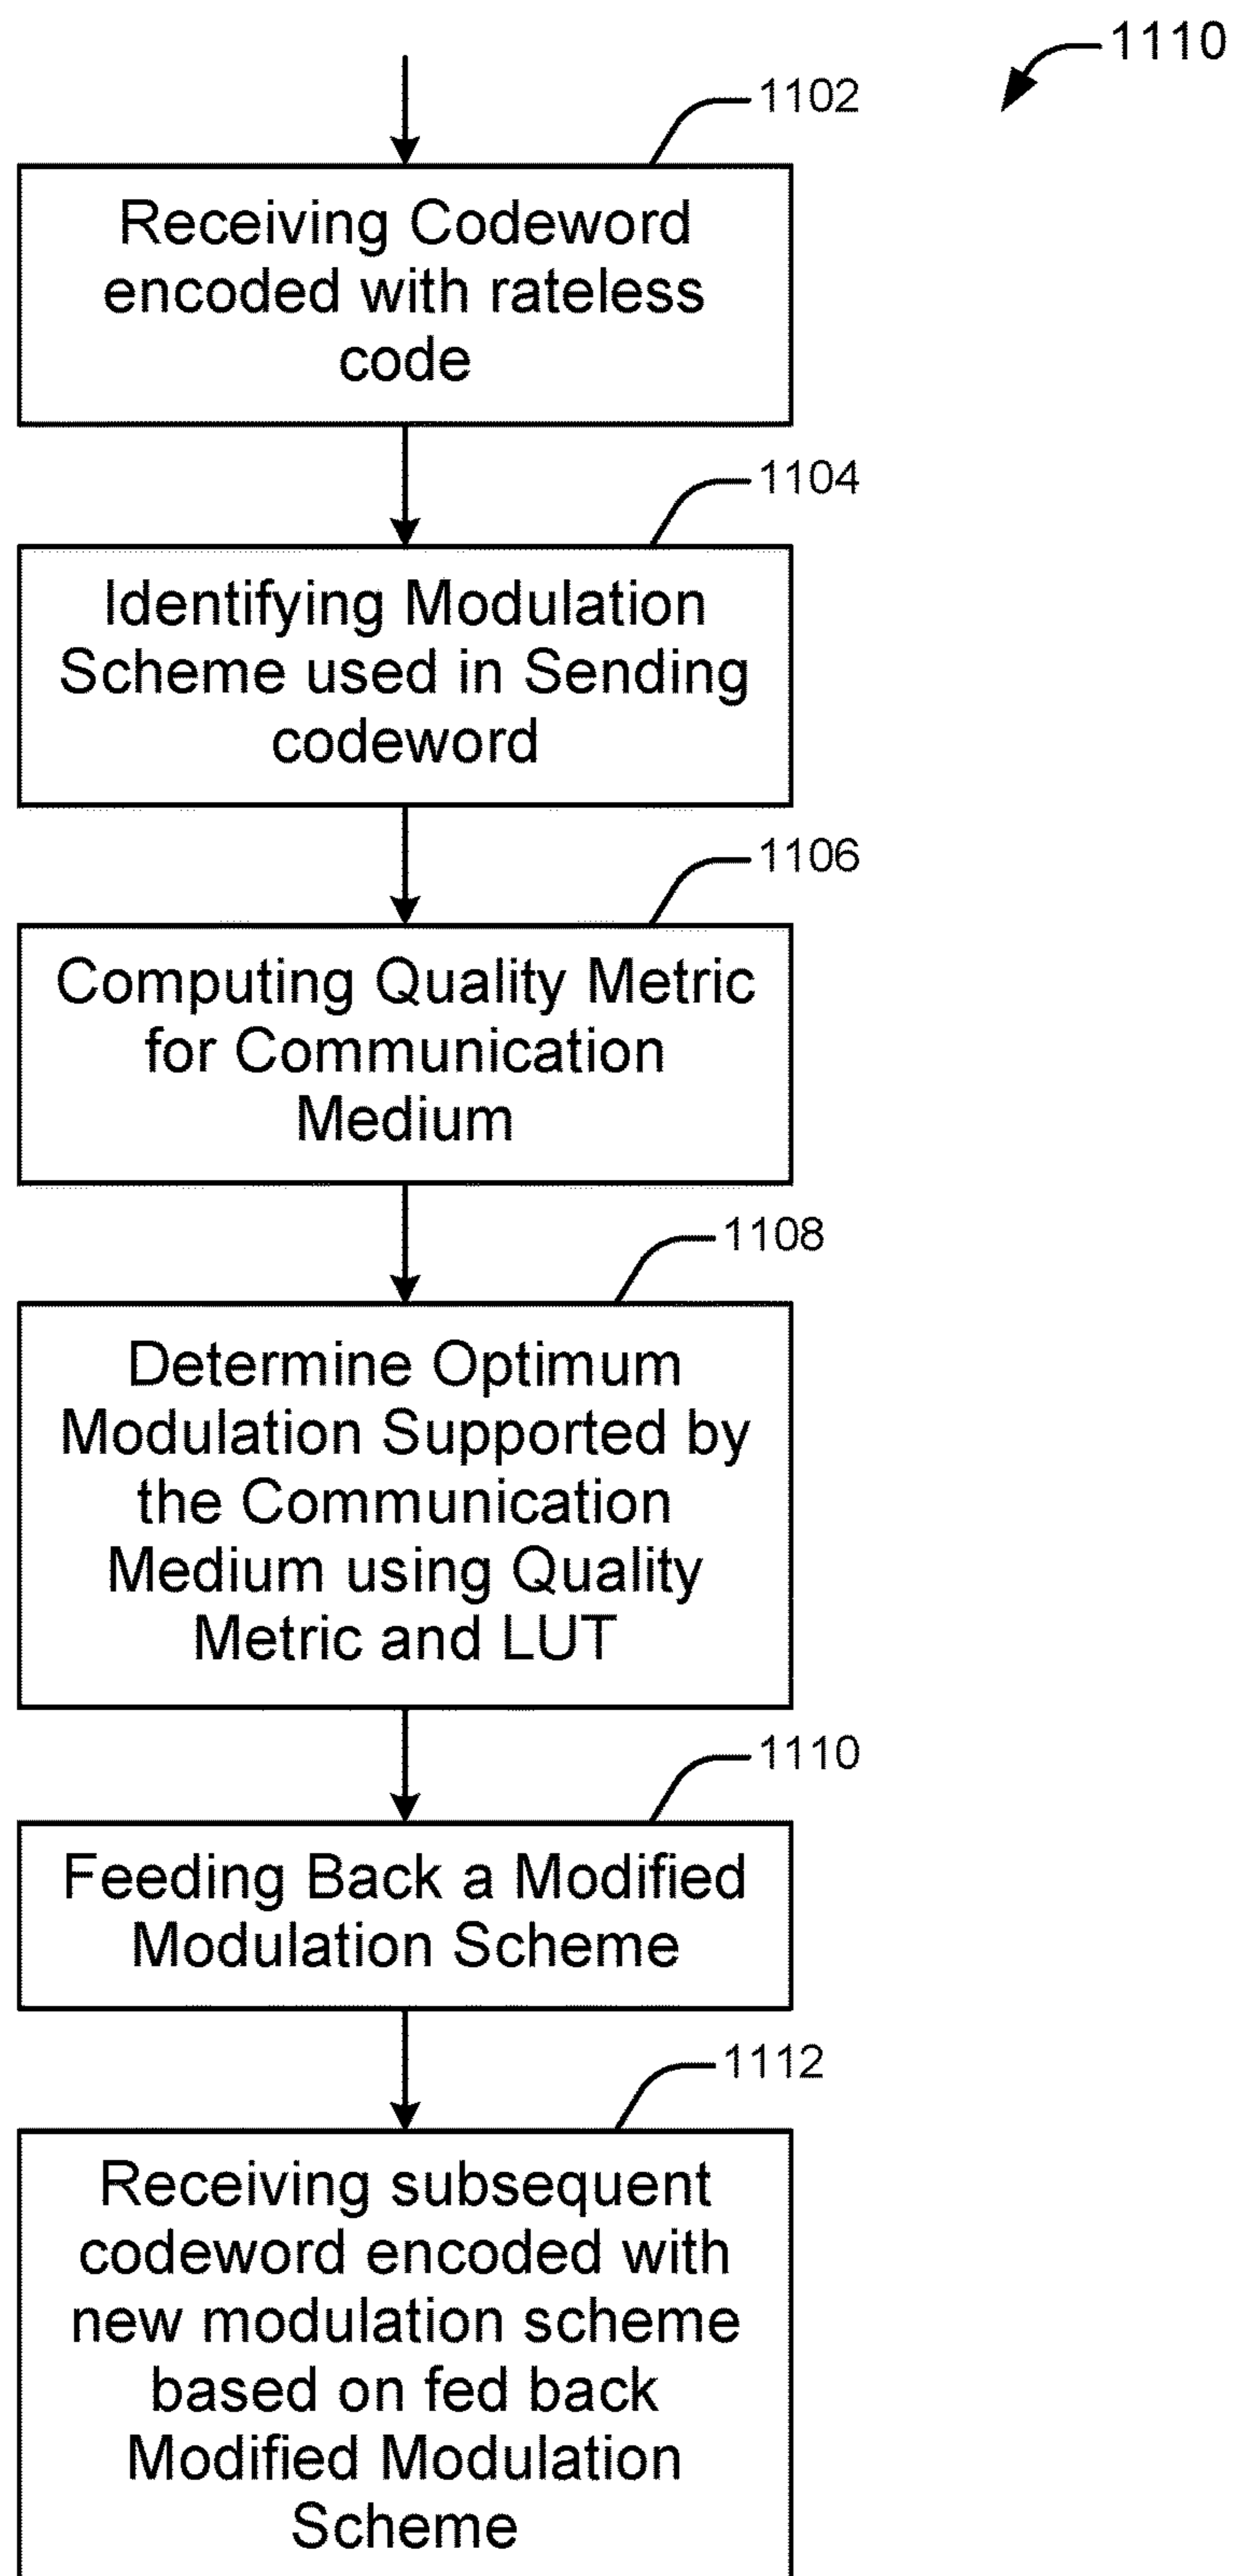 1110
1102
Receiving Codeword
encoded with rateless
code
1104
Identifying Modulation
Scheme used in Sending
codeword
1106
Computing Quality Metric
for Communication
Medium
1108
Determine Optimum
Modulation Supported by
the Communication
Medium using Quality
Metric and LUT
1110
Feeding Back a Modified
Modulation Scheme
1112
Receiving subsequent
codeword encoded with
new modulation scheme
based on fed back
Modified Modulation
Scheme